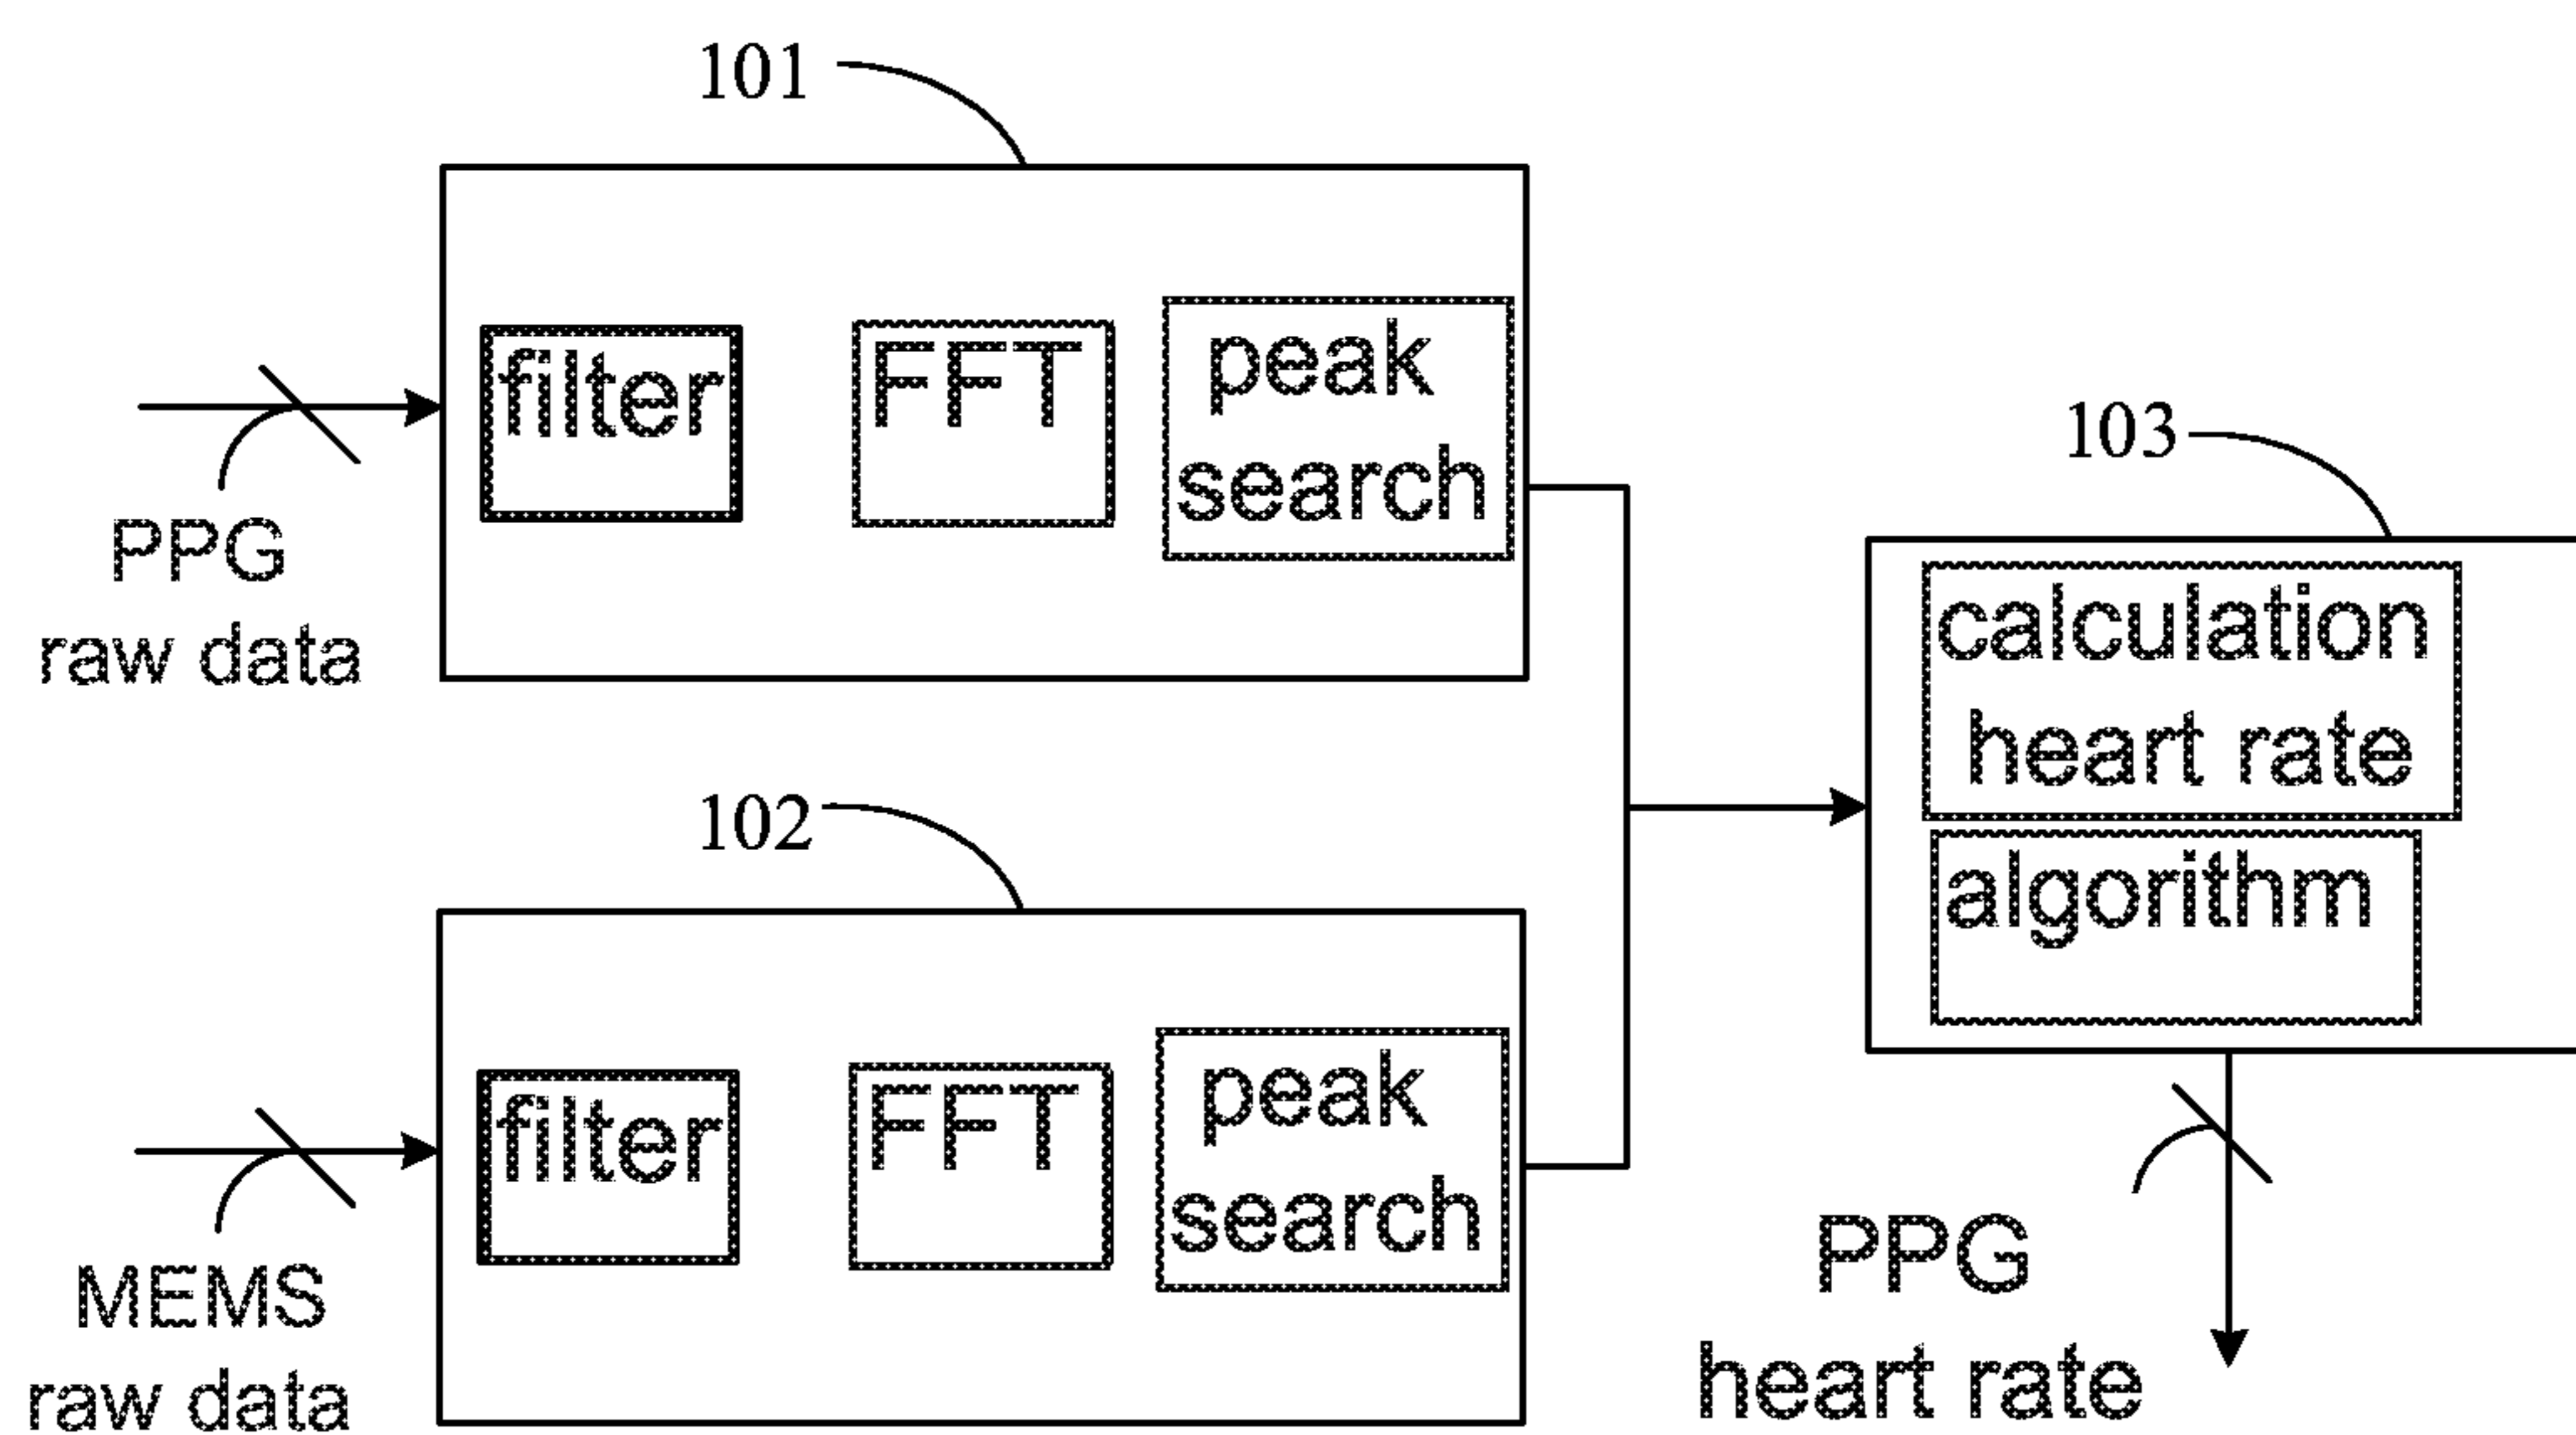 101
filter
FFT
peak
search
PPG
raw data
102
filter
FFT
peak
search
MEMS
raw data
103
calculation
heart rate
algorithm
PPG
heart rate